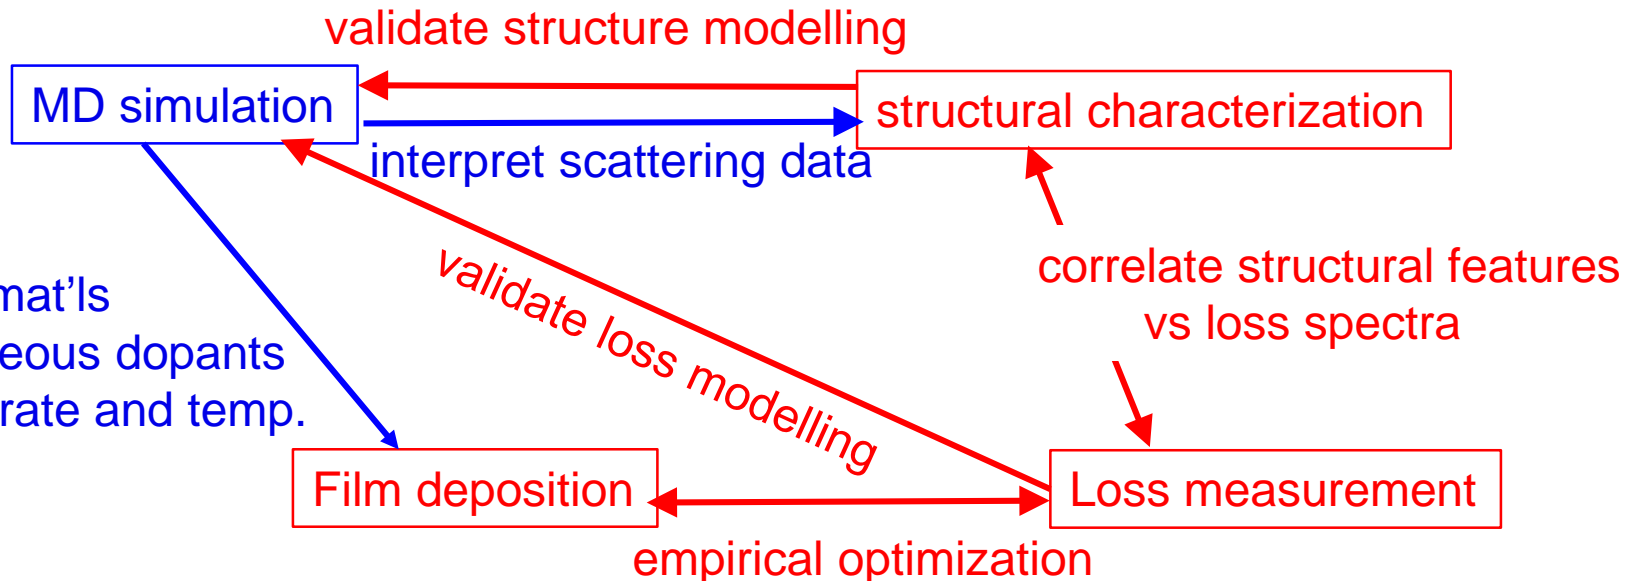 validate structure modelling
MD simulation
structural characterization
interpret scattering data
validate loss modelling
correlate structural features
vs loss spectra
mat'ls
dopants
rate and temp.
Film deposition
Loss measurement
empirical optimization